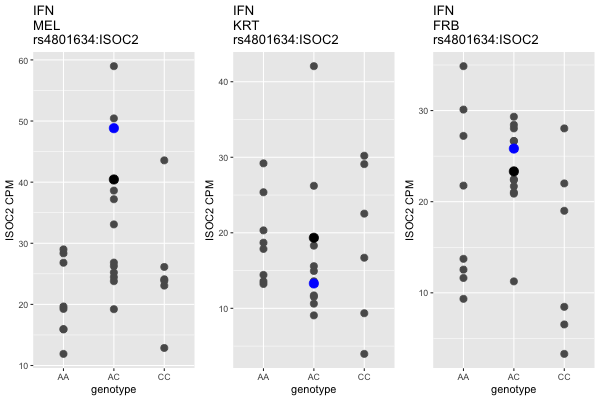 IFN
MEL
rs4801634:ISOC2
60
50
40
30
20
10
ISOC2 CPM
AA AC CC
genotype
IFN
KRT
rs4801634:ISOC2
40
30
20
10
ISOC2 CPM
AA AC CC
genotype
IFN
FRB
rs4801634:ISOC2
30
20
10
ISOC2 CPM
AA AC CC
genotype